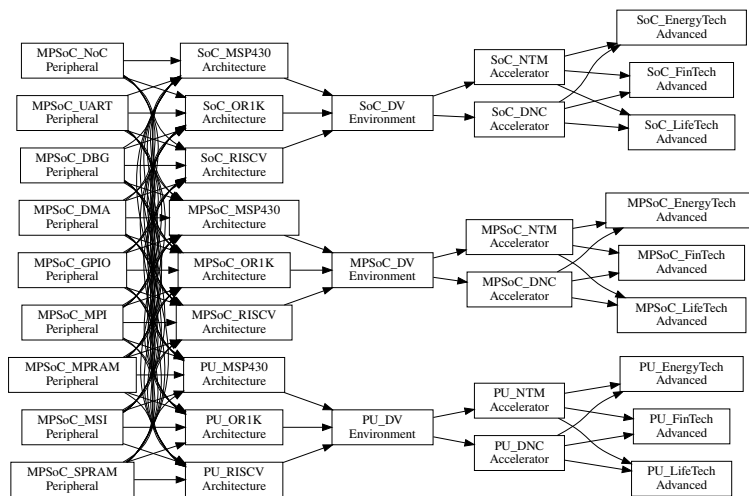 MPSoC_NoC
Peripheral
MPSoC_UART
Peripheral
MPSoC_DBG
Peripheral
MPSoC_DMA
Peripheral
MPSoC_GPIO
Peripheral
MPSoC_MPI
Peripheral
MPSoC_MPRAM
Peripheral
MPSoC_MSI
Peripheral
MPSoC_SPRAM
Peripheral
SoC_MSP430
Architecture
SoC_OR1K
Architecture
SoC_RISCV
Architecture
MPSoC_MSP430
Architecture
MPSoC_OR1K
Architecture
MPSoC_RISCV
Architecture
PU_MSP430
Architecture
PU_OR1K
Architecture
PU_RISCV
Architecture
SoC_DV
Environment
MPSoC_DV
Environment
PU_DV
Environment
SoC_NTM
Accelerator
SoC_DNC
Accelerator
MPSoC_NTM
Accelerator
MPSoC_DNC
Accelerator
PU_NTM
Accelerator
PU_DNC
Accelerator
SoC_EnergyTech
Advanced
SoC_FinTech
Advanced
SoC_LifeTech
Advanced
MPSoC_EnergyTech
Advanced
MPSoC_FinTech
Advanced
MPSoC_LifeTech
Advanced
PU_EnergyTech
Advanced
PU_FinTech
Advanced
PU_LifeTech
Advanced